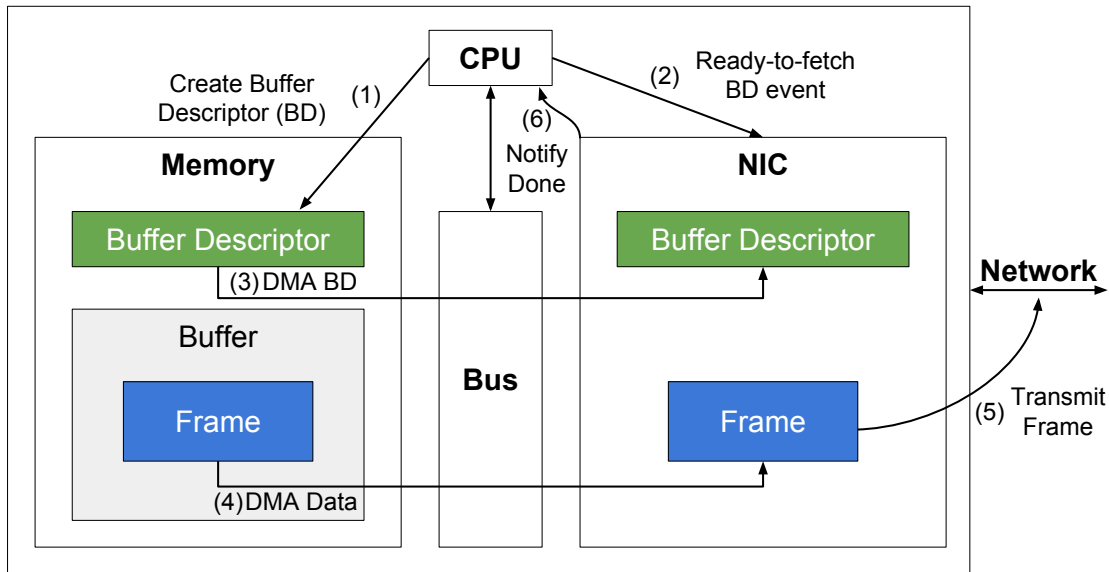 CPU
(1)
Create Buffer
Descriptor (BD)
(2)
Ready-to-fetch
BD event
(6)
Notify
Done
Memory
NIC
Buffer Descriptor
Buffer Descriptor
(3) DMA BD
Network
Buffer
Bus
Frame
Frame
(5)
Transmit
Frame
(4) DMA Data